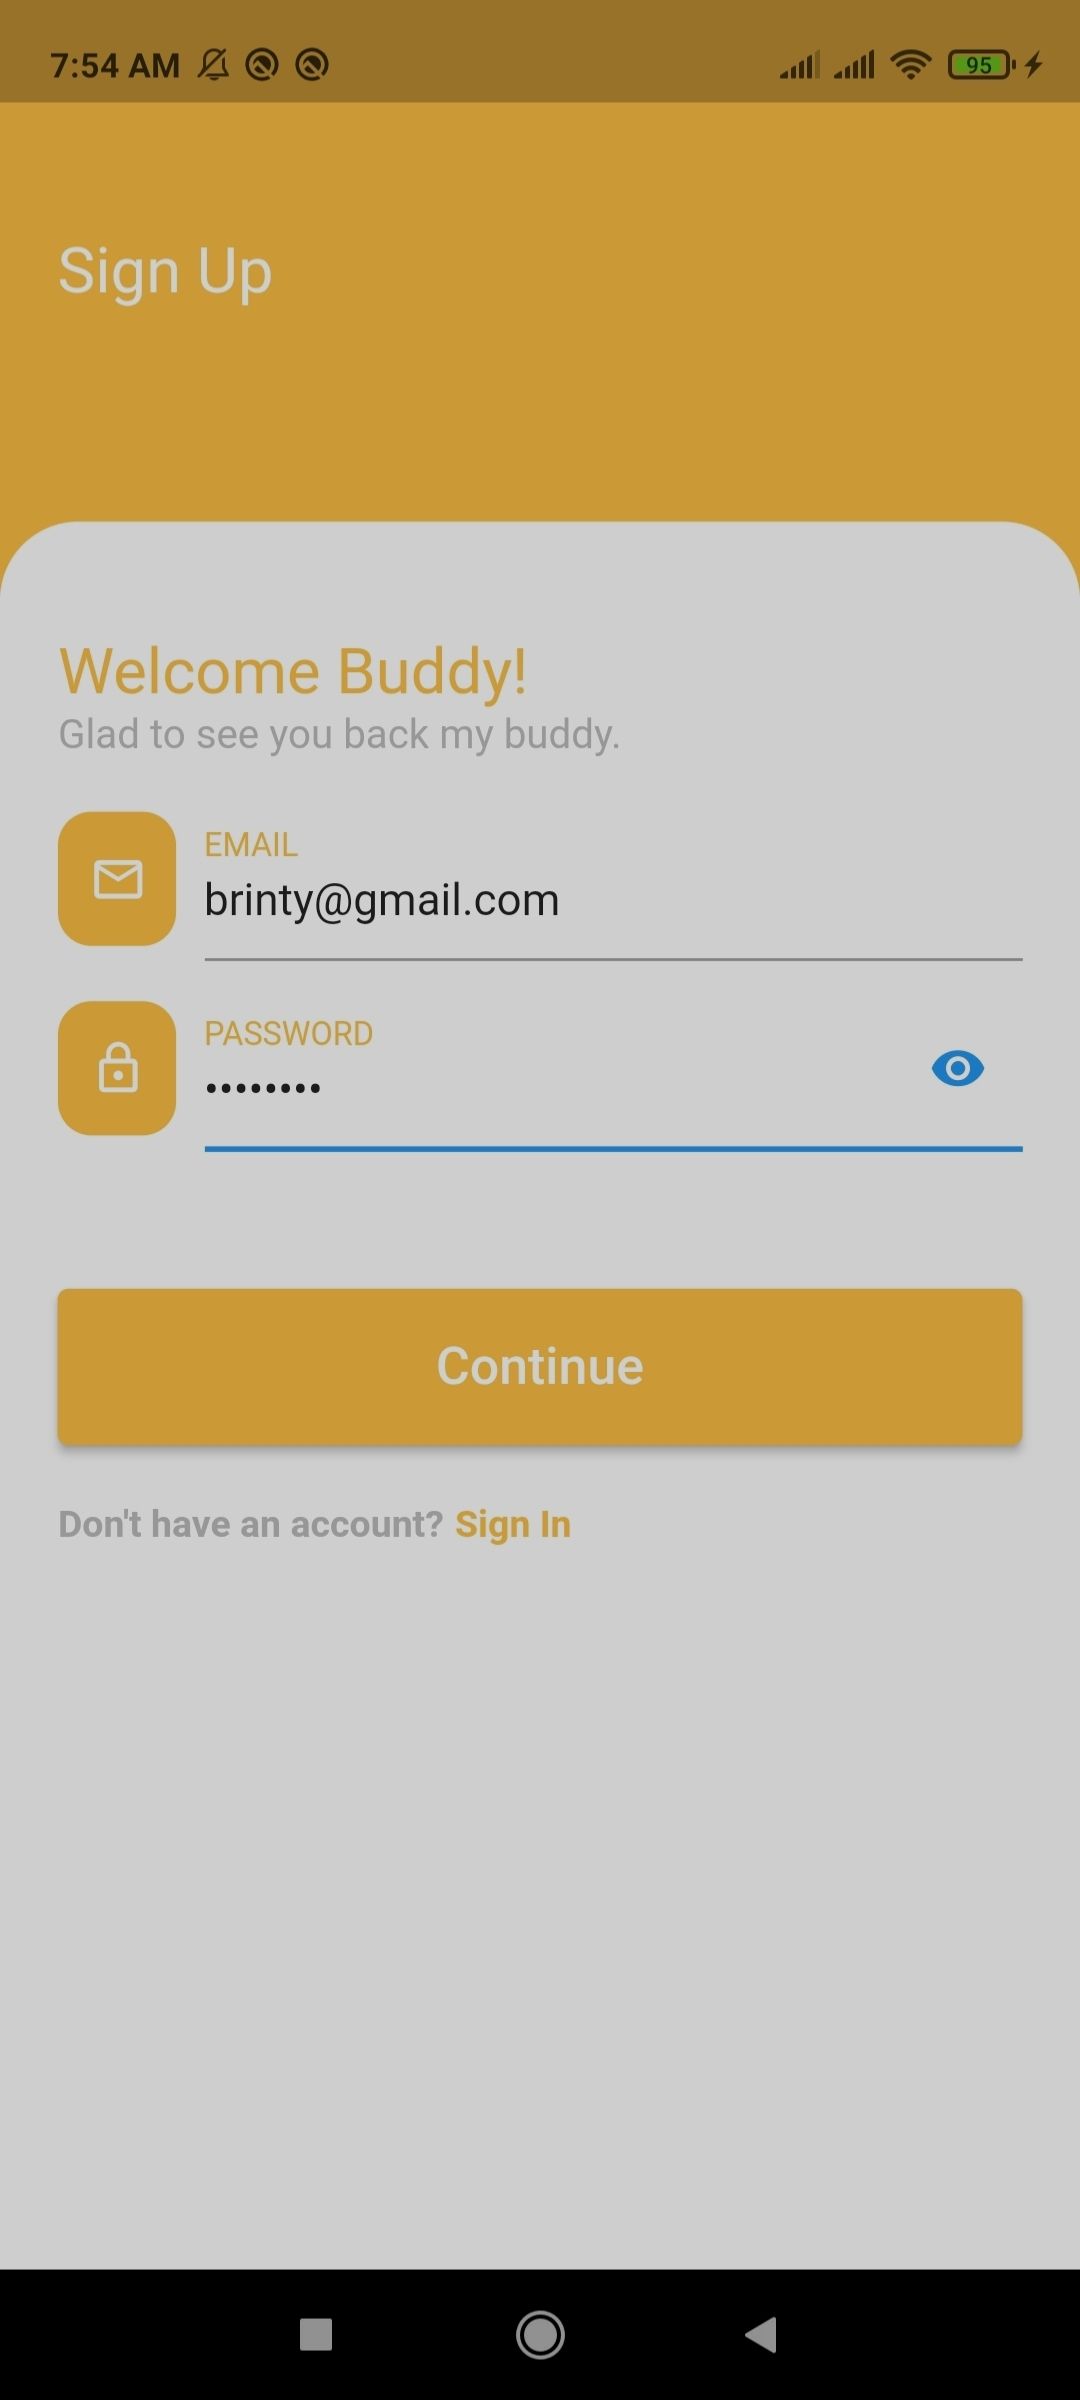 7:54 AM
95
Sign Up
Welcome Buddy!
Glad to see you back my buddy.
EMAIL
brinty@gmail.com
PASSWORD
••••••••
Continue
Don't have an account? Sign In